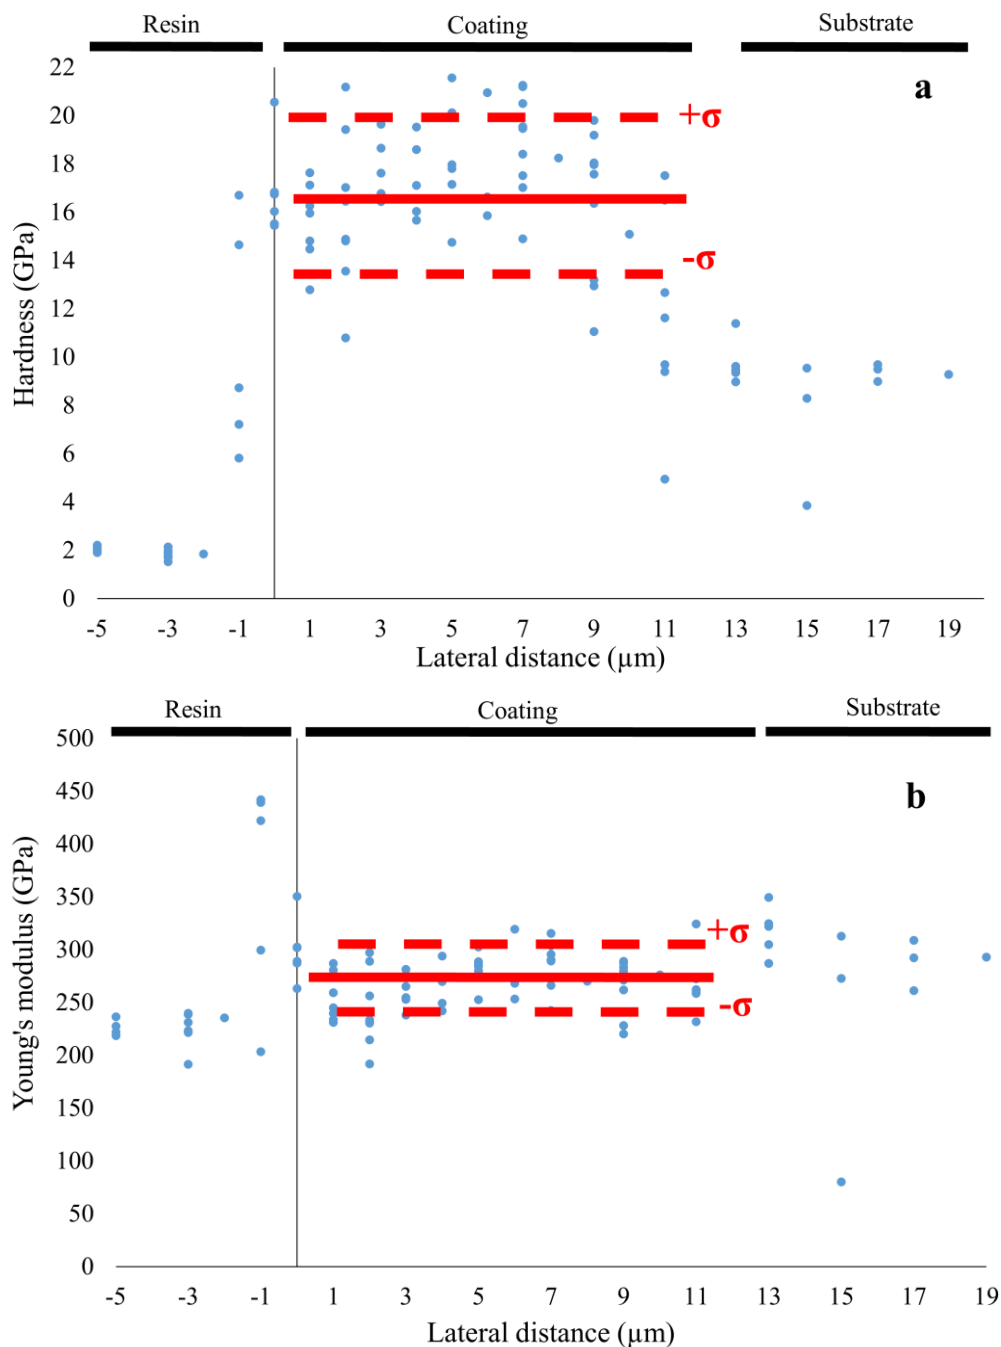 Resin Coating Substrate
a
22
20
18
16
14
12
10
8
6
4
2
0
+σ
-σ
Hardness (GPa)
-5 -3 -1 1 3 5 7 9 11 13 15 17 19
Lateral distance (µm)
Resin Coating Substrate
b
500
450
400
350
300
250
200
150
100
50
0
+σ
-σ
Young's modulus (GPa)
-5 -3 -1 1 3 5 7 9 11 13 15 17 19
Lateral distance (µm)